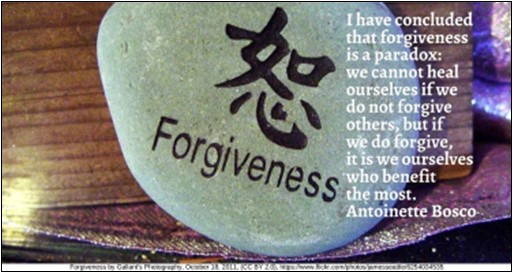 恕
Forgiveness
I have concluded
that forgiveness
is a paradox:
we cannot heal
ourselves if we
do not forgive
others, but if
we do forgive,
it is we ourselves
who benefit
the most.
Antoinette Bosco
Forgiveness by Gallant's Photography, October 18, 2011, (CC BY 2.0), https://www.flickr.com/photos/jamesseidler/6254034535